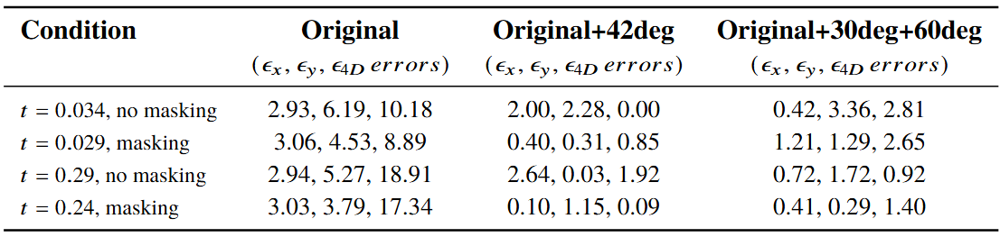 Condition Original Original+42deg Original+30deg+60deg
(ϵx, ϵy, ϵ4D errors) (ϵx, ϵy, ϵ4D errors) (ϵx, ϵy, ϵ4D errors)
t = 0.034, no masking 2.93, 6.19, 10.18 2.00, 2.28, 0.00 0.42, 3.36, 2.81
t = 0.029, masking 3.06, 4.53, 8.89 0.40, 0.31, 0.85 1.21, 1.29, 2.65
t = 0.29, no masking 2.94, 5.27, 18.91 2.64, 0.03, 1.92 0.72, 1.72, 0.92
t = 0.24, masking 3.03, 3.79, 17.34 0.10, 1.15, 0.09 0.41, 0.29, 1.40